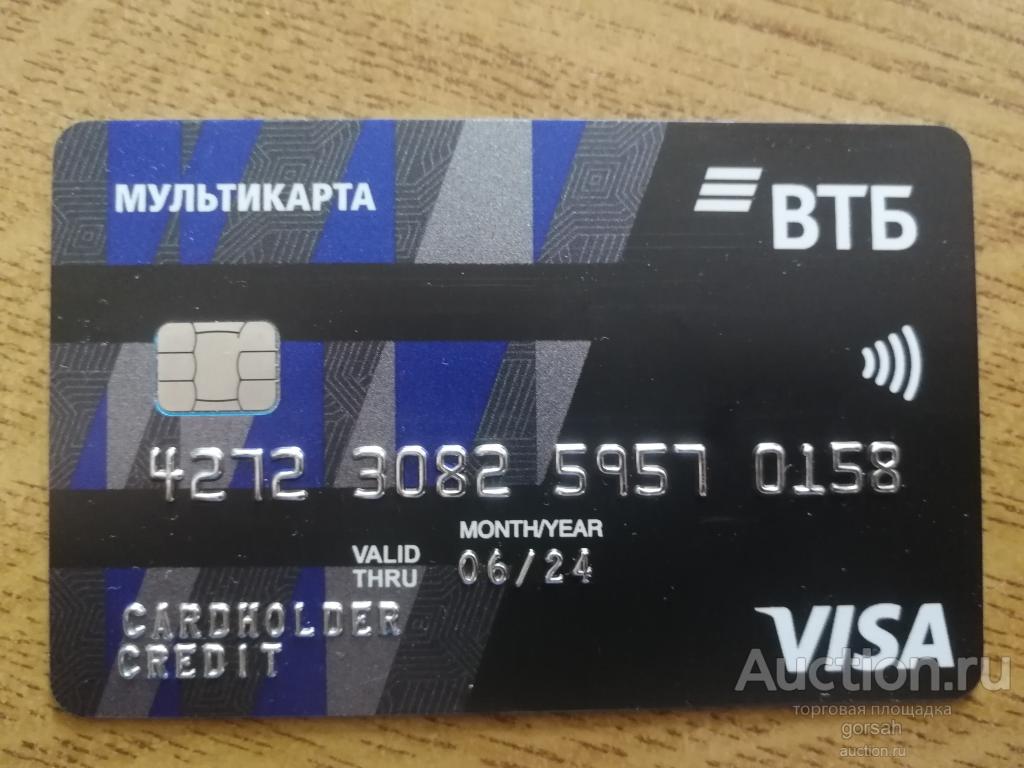 МУЛЬТИКАРТА
ВТБ
4272 3082 5957 0158
MONTH/YEAR
VALID THRU 06/24
CARDHOLDER
CREDIT
VISA
Auction.ru
торговая площадка
gorsah
auction.ru